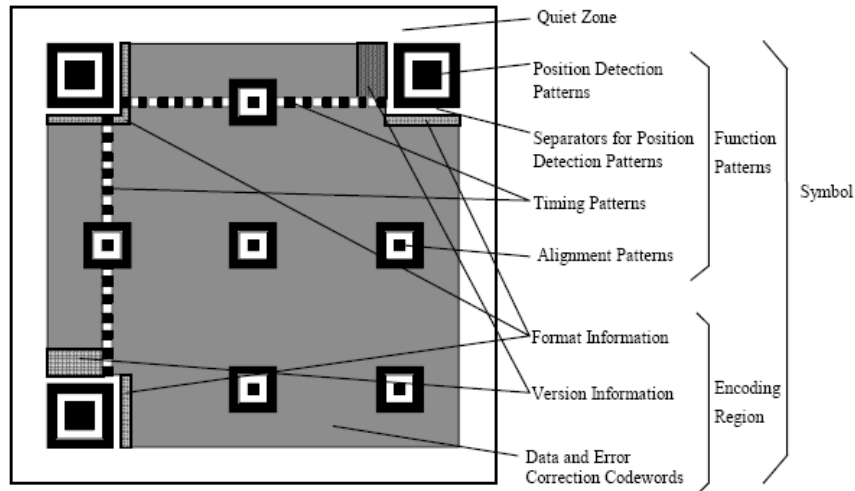 Quiet Zone
Position Detection
Patterns
Separators for Position
Detection Patterns
Timing Patterns
Alignment Patterns
Function
Patterns
Symbol
Format Information
Version Information
Data and Error
Correction Codewords
Encoding
Region